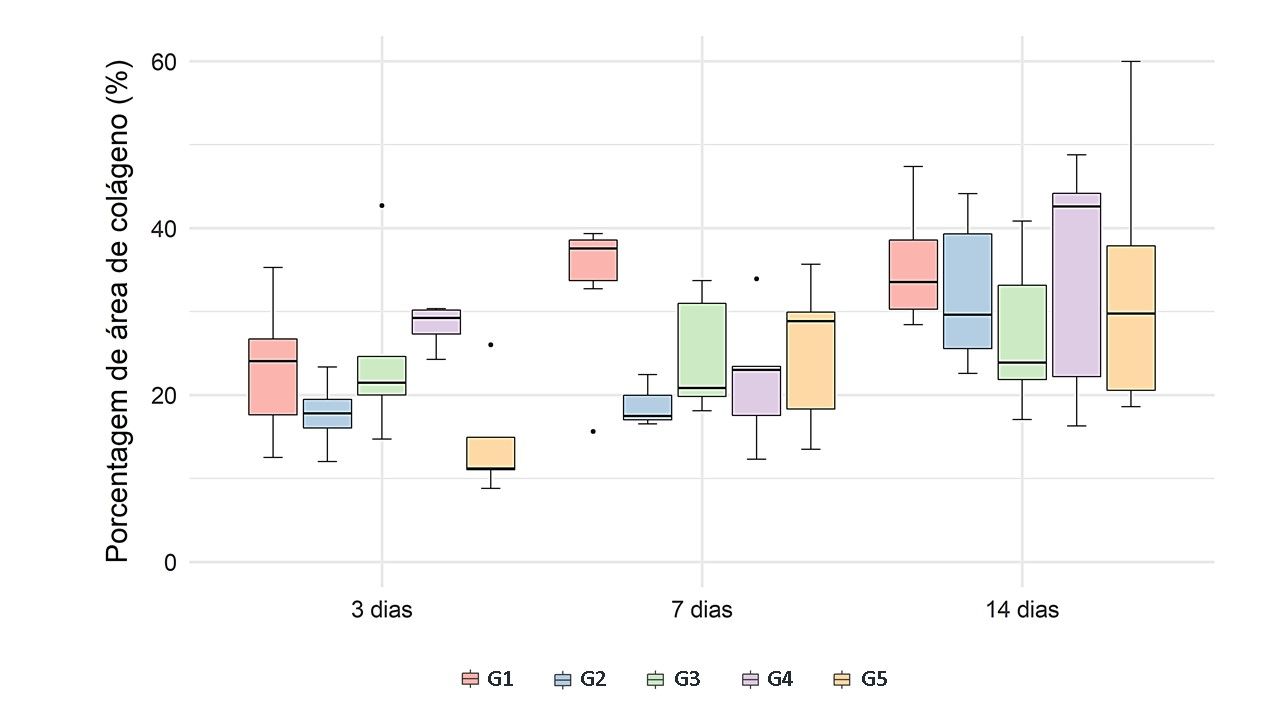 Porcentagem de área de colágeno (%)
60
40
20
0
3 dias 7 dias 14 dias
G1 G2 G3 G4 G5